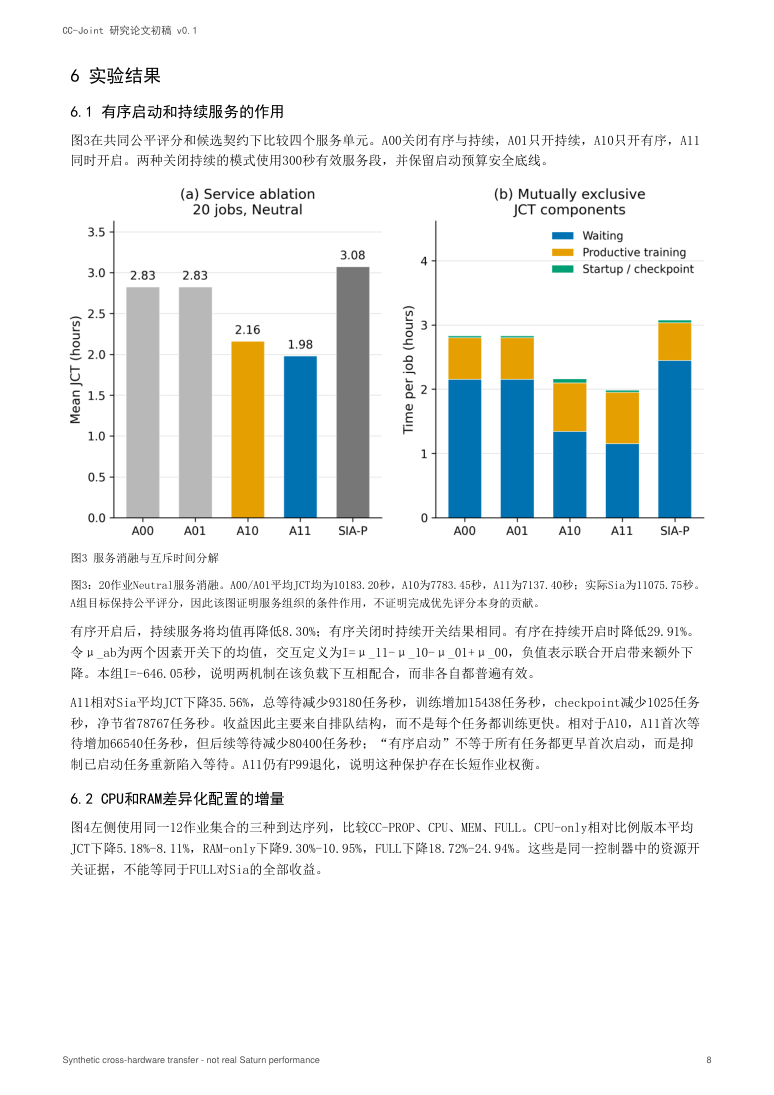 CC-Joint 研究论文初稿 v0.1
6 实验结果
6.1 有序启动和持续服务的作用
图3在共同公平评分和候选契约下比较四个服务单元。A00关闭有序与持续，A01只开持续，A10只开有序，A11
同时开启。两种关闭持续的模式使用300秒有效服务段，并保留启动预算安全底线。
(a) Service ablation
20 jobs, Neutral
Mean JCT (hours)
3.5
3.0
2.5
2.0
1.5
1.0
0.5
0.0
2.83
2.83
2.16
1.98
3.08
A00
A01
A10
A11
SIA-P
(b) Mutually exclusive
JCT components
Time per job (hours)
4
3
2
1
0
Waiting
Productive training
Startup / checkpoint
A00
A01
A10
A11
SIA-P
图3 服务消融与互斥时间分解
图3：20作业Neutral服务消融。A00/A01平均JCT均为10183.20秒，A10为7783.45秒，A11为7137.40秒；实际Sia为11075.75秒。
A组目标保持公平评分，因此该图证明服务组织的条件作用，不证明完成优先评分本身的贡献。
有序开启后，持续服务将均值再降低8.30%；有序关闭时持续开关结果相同。有序在持续开启时降低29.91%。
令μ_ab为两个因素开关下的均值，交互定义为I=μ_11-μ_10-μ_01+μ_00，负值表示联合开启带来额外下
降。本组I=-646.05秒，说明两机制在该负载下互相配合，而非各自都普遍有效。
A11相对Sia平均JCT下降35.56%，总等待减少93180任务秒，训练增加15438任务秒，checkpoint减少1025任务
秒，净节省78767任务秒。收益因此主要来自排队结构，而不是每个任务都训练更快。相对于A10，A11首次等
待增加66540任务秒，但后续等待减少80400任务秒；“有序启动”不等于所有任务都更早首次启动，而是抑
制已启动任务重新陷入等待。A11仍有P99退化，说明这种保护存在长短作业权衡。
6.2 CPU和RAM差异化配置的增量
图4左侧使用同一12作业集合的三种到达序列，比较CC-PROP、CPU、MEM、FULL。CPU-only相对比例版本平均
JCT下降5.18%-8.11%，RAM-only下降9.30%-10.95%，FULL下降18.72%-24.94%。这些是同一控制器中的资源开
关证据，不能等同于FULL对Sia的全部收益。
Synthetic cross-hardware transfer - not real Saturn performance
8